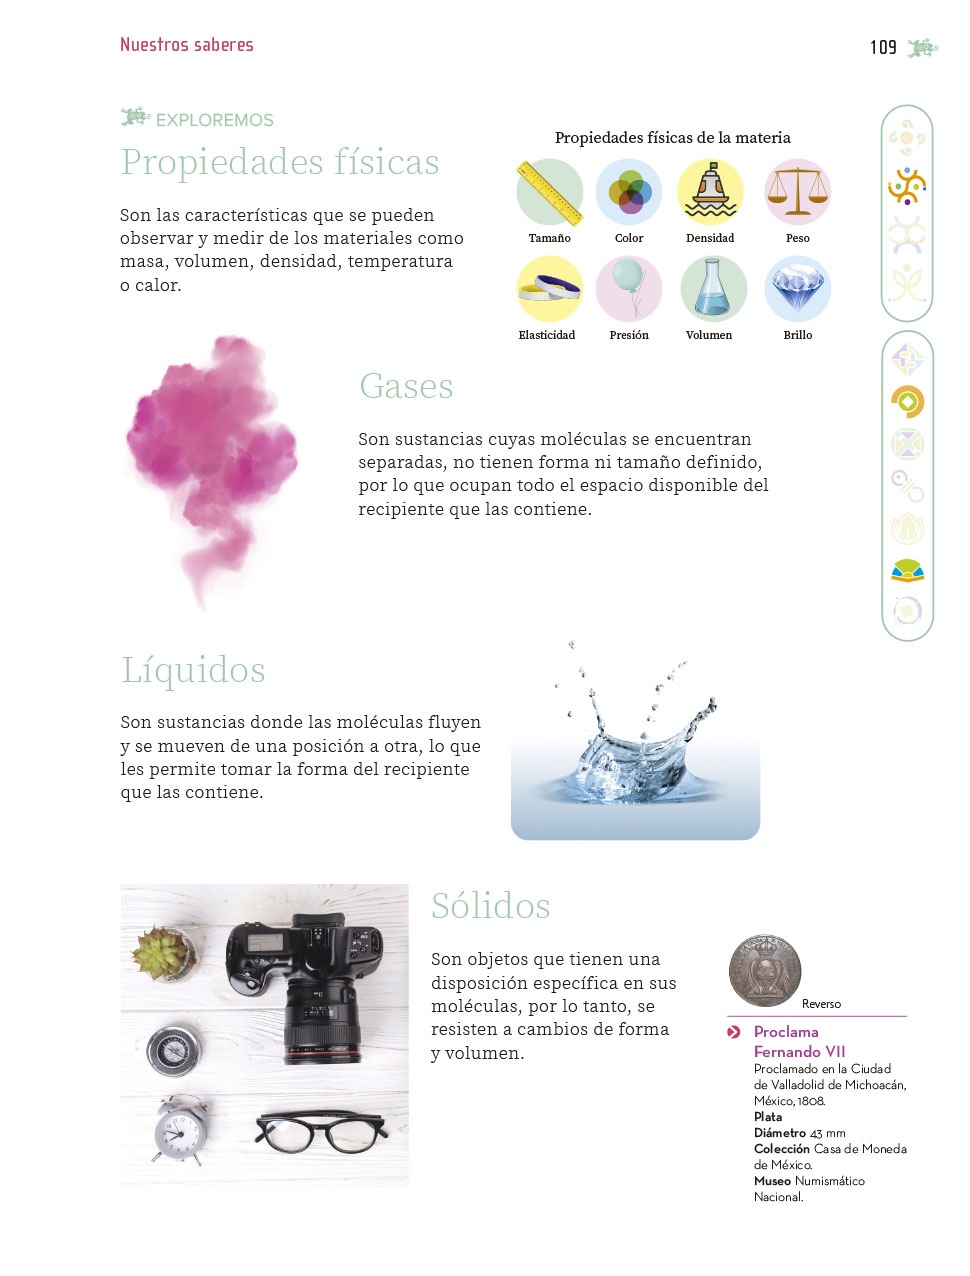 Nuestros saberes
109
EXPLOREMOS
Propiedades físicas
Son las características que se pueden
observar y medir de los materiales como
masa, volumen, densidad, temperatura
o calor.
Propiedades físicas de la materia
Tamaño
Color
Densidad
Peso
Elasticidad
Presión
Volumen
Brillo
Gases
Son sustancias cuyas moléculas se encuentran
separadas, no tienen forma ni tamaño definido,
por lo que ocupan todo el espacio disponible del
recipiente que las contiene.
Líquidos
Son sustancias donde las moléculas fluyen
y se mueven de una posición a otra, lo que
les permite tomar la forma del recipiente
que las contiene.
Sólidos
Son objetos que tienen una
disposición específica en sus
moléculas, por lo tanto, se
resisten a cambios de forma
y volumen.
Reverso
Proclama
Fernando VII
Proclamado en la Ciudad
de Valladolid de Michoacán,
México, 1808.
Plata
Diámetro 43 mm
Colección Casa de Moneda
de México.
Museo Numismático
Nacional.